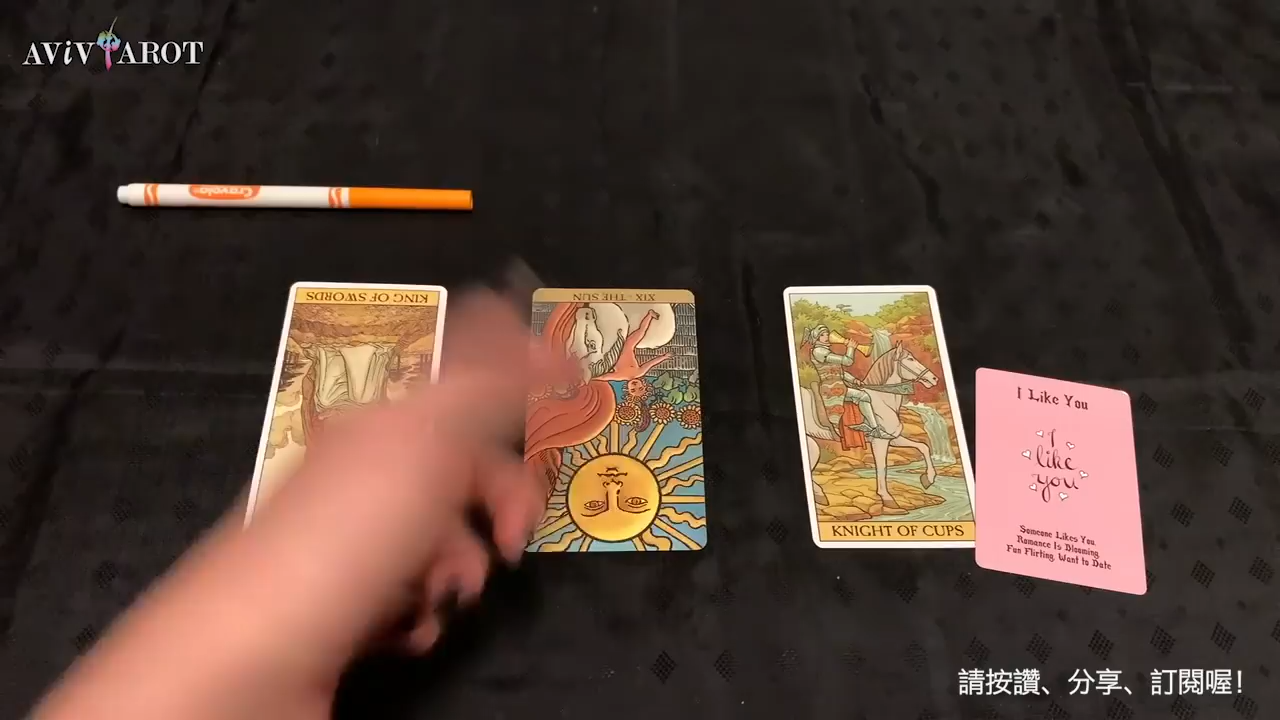 AViV TAROT
Crayola
KING OF SWORDS
XIX · THE SUN
KNIGHT OF CUPS
I Like You
I
like
you
Someone Likes You.
Romance Is Blooming.
Fun Flirting. Want to Date
請按讚、分享、訂閱喔!